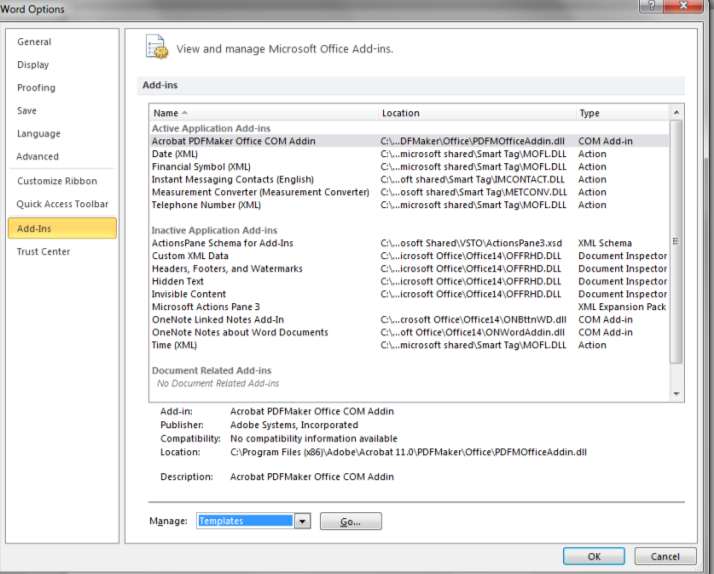 Word Options
General
Display
Proofing
Save
Language
Advanced
Customize Ribbon
Quick Access Toolbar
Add-Ins
Trust Center
View and manage Microsoft Office Add-ins.
Add-ins
Name Location Type
Active Application Add-ins
Acrobat PDFMaker Office COM Addin C:\...DFMaker\Office\PDFMOfficeAddin.dll COM Add-in
Date (XML) C:\...microsoft shared\Smart Tag\MOFL.DLL Action
Financial Symbol (XML) C:\...microsoft shared\Smart Tag\MOFL.DLL Action
Instant Messaging Contacts (English) C:\...oft shared\Smart Tag\IMCONTACT.DLL Action
Measurement Converter (Measurement Converter) C:\...osoft shared\Smart Tag\METCONV.DLL Action
Telephone Number (XML) C:\...microsoft shared\Smart Tag\MOFL.DLL Action
Inactive Application Add-ins
ActionsPane Schema for Add-Ins C:\...osoft Shared\VSTO\ActionsPane3.xsd XML Schema
Custom XML Data C:\...icrosoft Office\Office14\OFFRHD.DLL Document Inspector
Headers, Footers, and Watermarks C:\...icrosoft Office\Office14\OFFRHD.DLL Document Inspector
Hidden Text C:\...icrosoft Office\Office14\OFFRHD.DLL Document Inspector
Invisible Content C:\...icrosoft Office\Office14\OFFRHD.DLL Document Inspector
Microsoft Actions Pane 3 XML Expansion Pack
OneNote Linked Notes Add-In C:\...crosoft Office\Office14\ONBttnWD.dll COM Add-in
OneNote Notes about Word Documents C:\...oft Office\Office14\ONWordAddin.dll COM Add-in
Time (XML) C:\...microsoft shared\Smart Tag\MOFL.DLL Action
Document Related Add-ins
No Document Related Add-ins
Add-in: Acrobat PDFMaker Office COM Addin
Publisher: Adobe Systems, Incorporated
Compatibility: No compatibility information available
Location: C:\Program Files (x86)\Adobe\Acrobat 11.0\PDFMaker\Office\PDFMOfficeAddin.dll
Description: Acrobat PDFMaker Office COM Addin
Manage: Templates Go...
OK Cancel